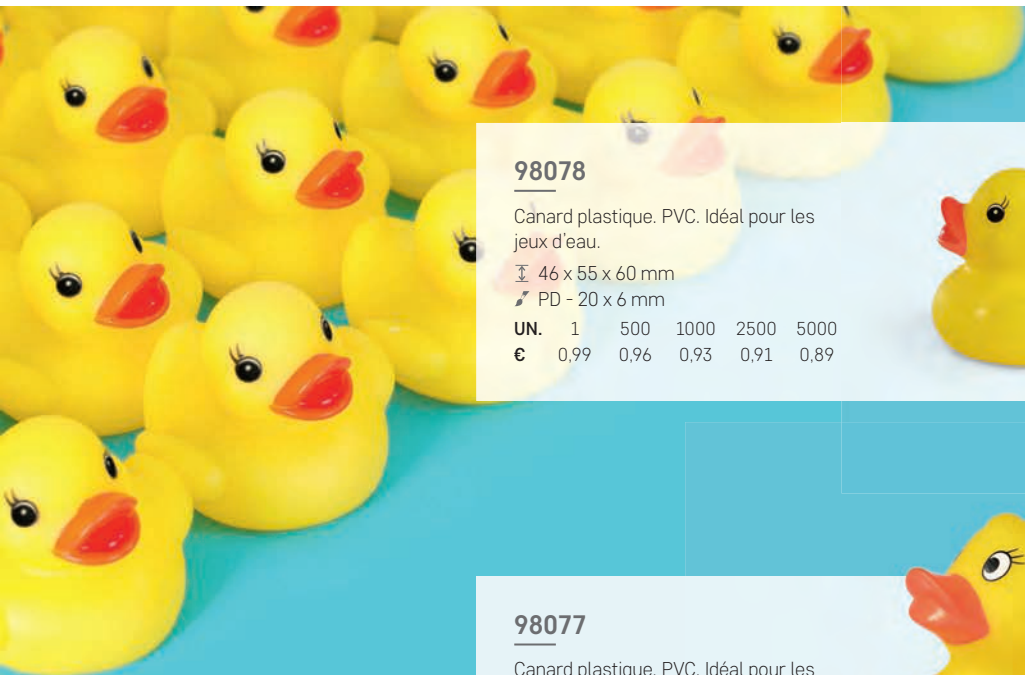 98078
Canard plastique. PVC. Idéal pour les
jeux d'eau.
46 x 55 x 60 mm
PD - 20 x 6 mm
UN. 1 500 1000 2500 5000
€ 0,99 0,96 0,93 0,91 0,89
98077
Canard plastique. PVC. Idéal pour les